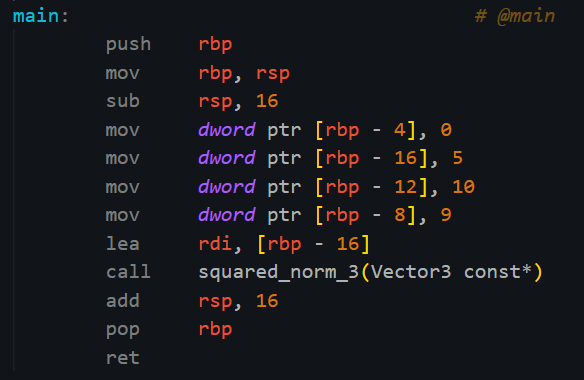 main: # @main
push rbp
mov rbp, rsp
sub rsp, 16
mov dword ptr [rbp - 4], 0
mov dword ptr [rbp - 16], 5
mov dword ptr [rbp - 12], 10
mov dword ptr [rbp - 8], 9
lea rdi, [rbp - 16]
call squared_norm_3(Vector3 const*)
add rsp, 16
pop rbp
ret